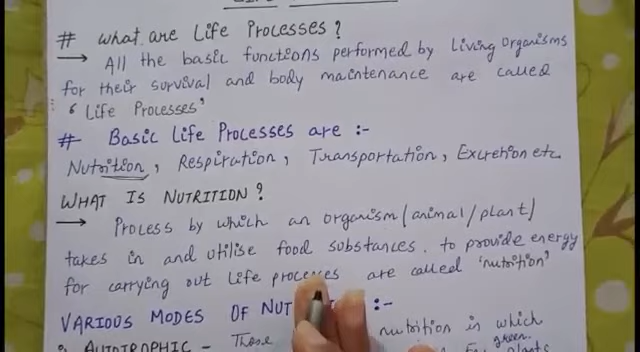 # What are Life Processes?
→ All the basic functions performed by Living Organisms
for their survival and body maintenance are called
'Life Processes'
# Basic Life Processes are :-
Nutrition, Respiration, Transportation, Excretion etc.
WHAT IS NUTRITION?
→ Process by which an organism (animal/plant)
takes in and utilise food substances. to provide energy
for carrying out life processes are called 'nutrition'
VARIOUS MODES OF :-
AUTOTROPHIC - Those nutrition in which
green